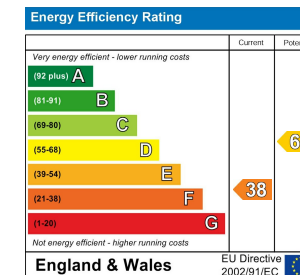 Energy Efficiency Rating
Current
Very energy efficient - lower running costs
(92 plus) A
(81-91) B
(69-80) C
(55-68) D
(39-54) E
(21-38) F
38
(1-20) G
Not energy efficient - higher running costs
England & Wales
EU Directive
2002/91/EC